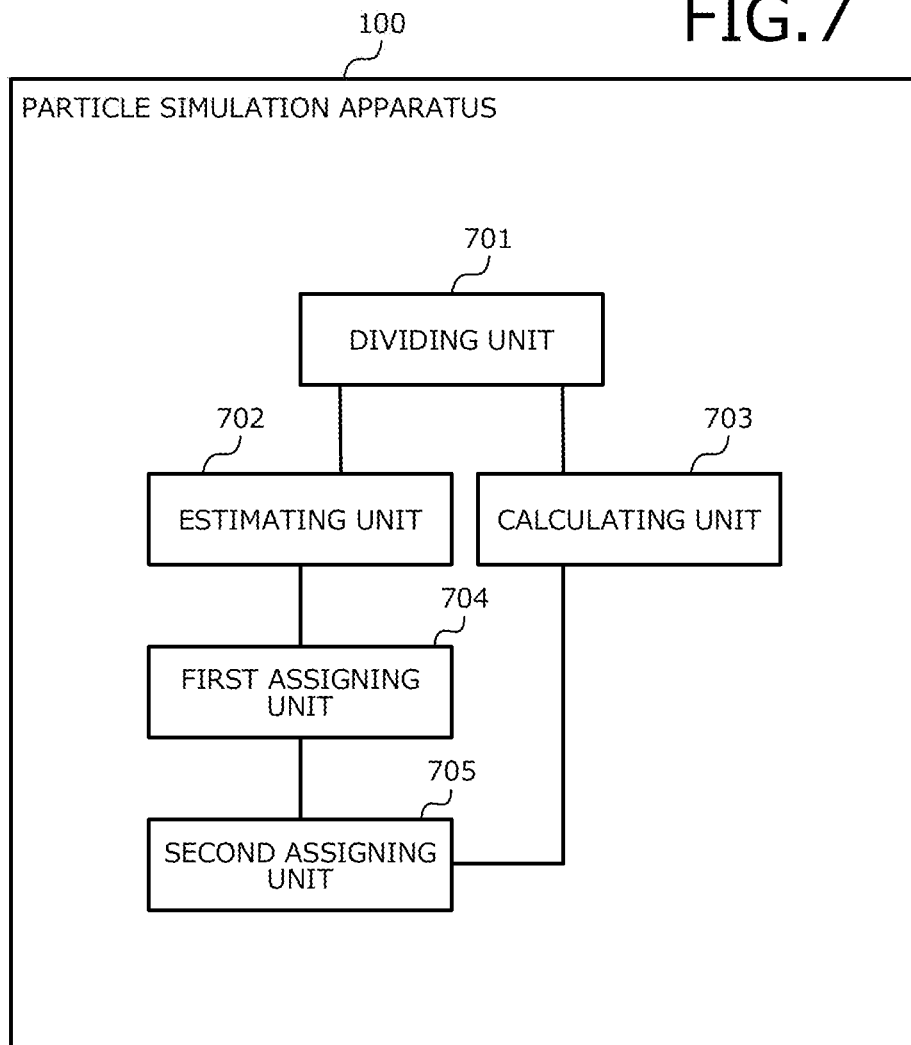 FIG.7
100
PARTICLE SIMULATION APPARATUS
701
DIVIDING UNIT
702
703
ESTIMATING UNIT
CALCULATING UNIT
704
FIRST ASSIGNING
UNIT
705
SECOND ASSIGNING
UNIT